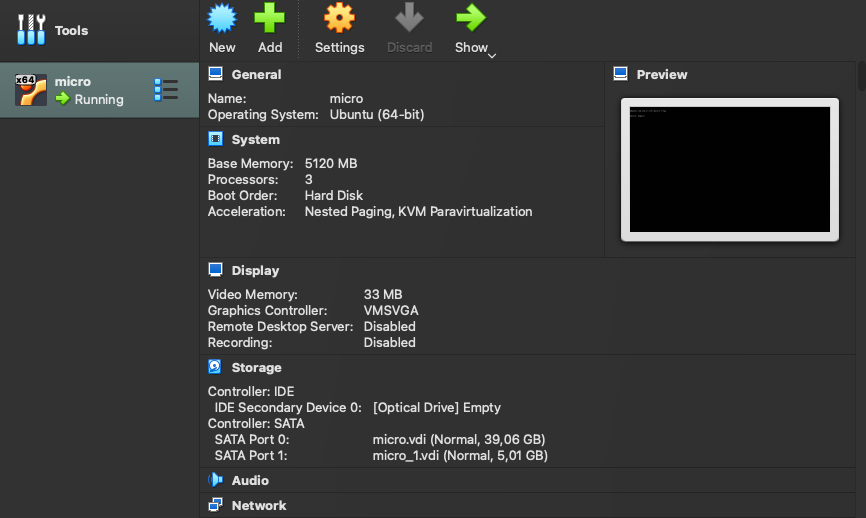 Tools
New
Add
Settings
Discard
Show
x64
micro
Running
General
Name: micro
Operating System: Ubuntu (64-bit)
Preview
System
Base Memory: 5120 MB
Processors: 3
Boot Order: Hard Disk
Acceleration: Nested Paging, KVM Paravirtualization
Display
Video Memory: 33 MB
Graphics Controller: VMSVGA
Remote Desktop Server: Disabled
Recording: Disabled
Storage
Controller: IDE
IDE Secondary Device 0: [Optical Drive] Empty
Controller: SATA
SATA Port 0: micro.vdi (Normal, 39,06 GB)
SATA Port 1: micro_1.vdi (Normal, 5,01 GB)
Audio
Network